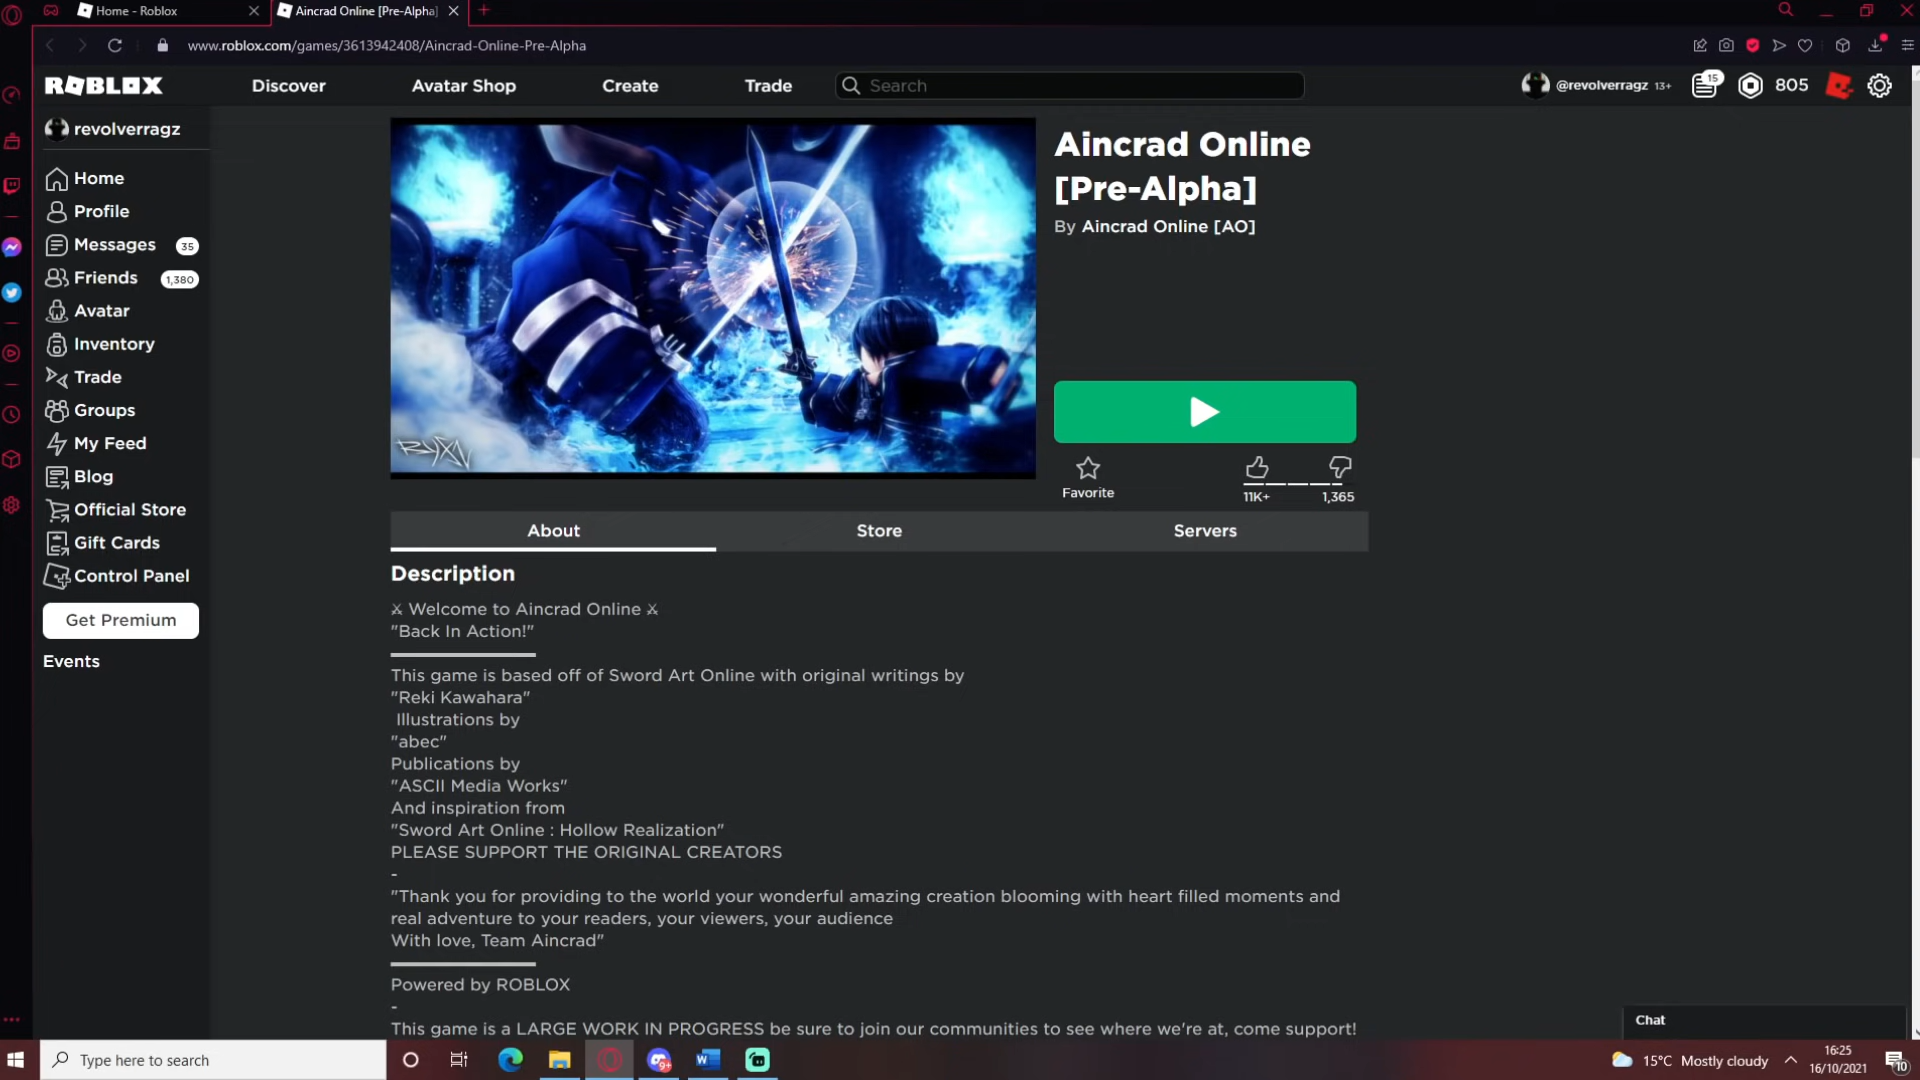 Home - Roblox
Aincrad Online [Pre-Alpha]
www.roblox.com/games/3613942408/Aincrad-Online-Pre-Alpha
ROBLOX
Discover
Avatar Shop
Create
Trade
Search
@revolverragz 13+
15
805
revolverragz
Home
Profile
Messages 35
Friends 1,380
Avatar
Inventory
Trade
Groups
My Feed
Blog
Official Store
Gift Cards
Control Panel
Get Premium
Events
RYXN
Aincrad Online
[Pre-Alpha]
By Aincrad Online [AO]
Favorite
11K+
1,365
About
Store
Servers
Description
⚔ Welcome to Aincrad Online ⚔
"Back In Action!"
This game is based off of Sword Art Online with original writings by
"Reki Kawahara"
Illustrations by
"abec"
Publications by
"ASCII Media Works"
And inspiration from
"Sword Art Online : Hollow Realization"
PLEASE SUPPORT THE ORIGINAL CREATORS
-
"Thank you for providing to the world your wonderful amazing creation blooming with heart filled moments and
real adventure to your readers, your viewers, your audience
With love, Team Aincrad"
Powered by ROBLOX
-
This game is a LARGE WORK IN PROGRESS be sure to join our communities to see where we're at, come support!
Chat
Type here to search
9+
15°C Mostly cloudy
16:25
16/10/2021
10